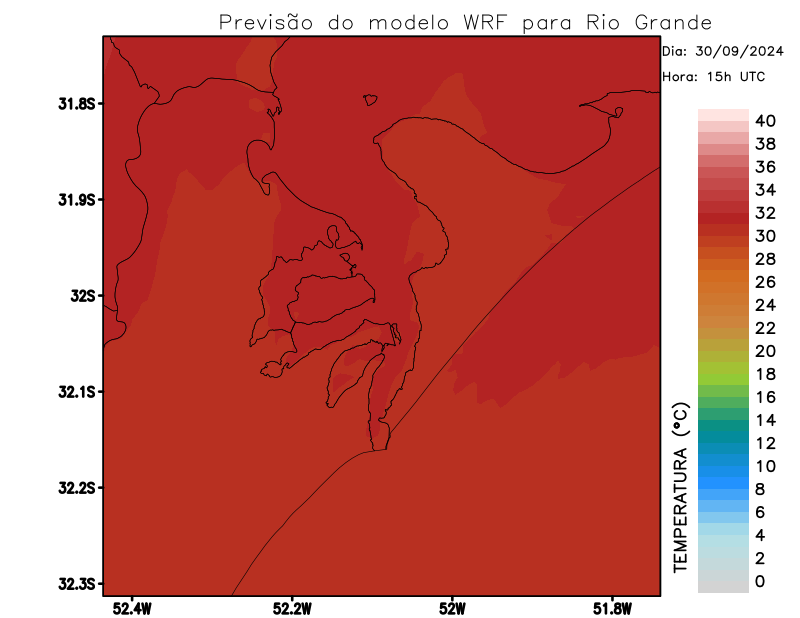 Previsão do modelo WRF para Rio Grande
Dia: 30/09/2024
Hora: 15h UTC
31.8S
31.9S
32S
32.1S
32.2S
32.3S
52.4W
52.2W
52W
51.8W
TEMPERATURA (°C)
40
38
36
34
32
30
28
26
24
22
20
18
16
14
12
10
8
6
4
2
0